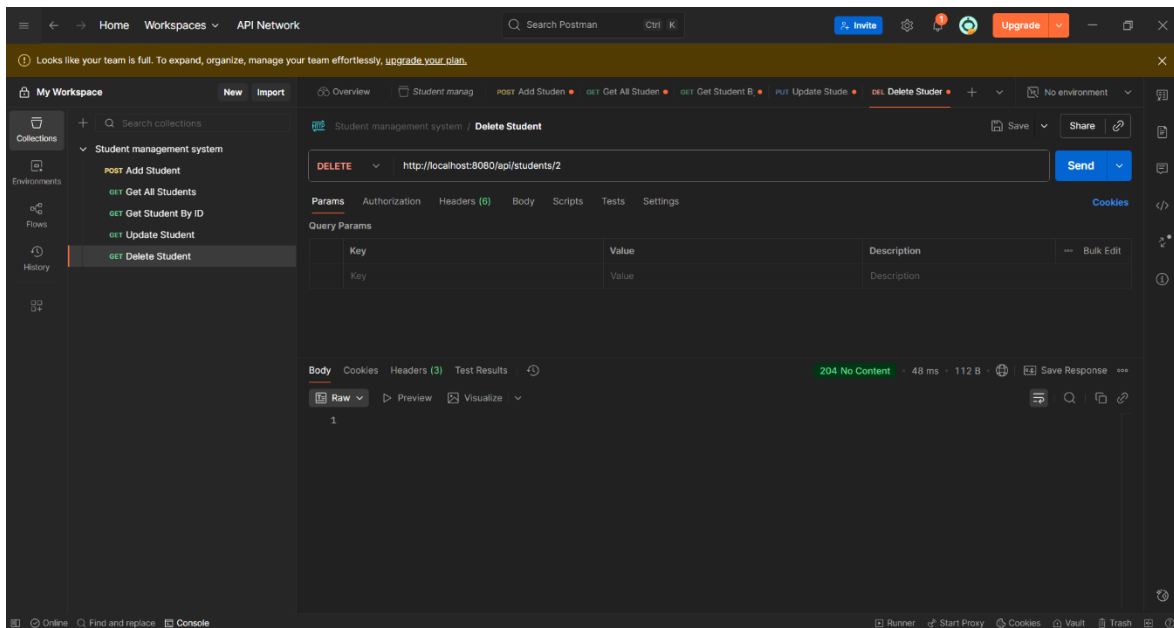 Home Workspaces API Network Search Postman Ctrl K Invite 1 Upgrade
Looks like your team is full. To expand, organize, manage your team effortlessly, upgrade your plan.
My Workspace New Import Overview Student manag POST Add Studen GET Get All Studen GET Get Student B PUT Update Stude DEL Delete Studer No environment
Collections
Environments
Flows
History
Search collections
Student management system
POST Add Student
GET Get All Students
GET Get Student By ID
GET Update Student
GET Delete Student
HTTP Student management system / Delete Student Save Share
DELETE http://localhost:8080/api/students/2 Send
Params Authorization Headers (6) Body Scripts Tests Settings Cookies
Query Params
Key Value Description Bulk Edit
Key Value Description
Body Cookies Headers (3) Test Results 204 No Content 48 ms 112 B Save Response
Raw Preview Visualize
1
Online Find and replace Console Runner Start Proxy Cookies Vault Trash